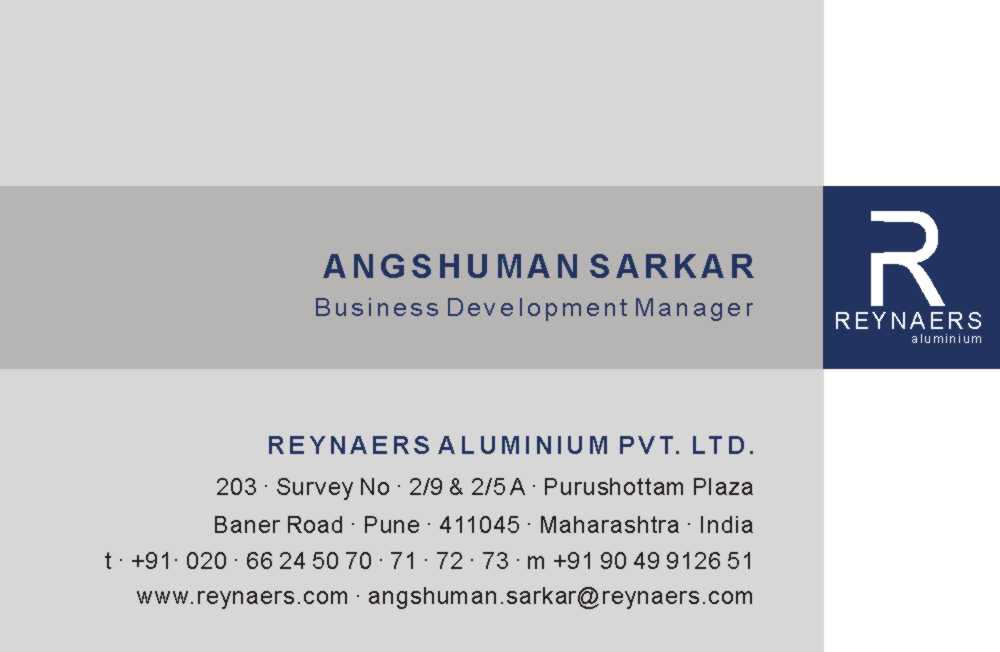 ANGSHUMAN SARKAR
Business Development Manager
R
REYNAERS
aluminium
REYNAERS ALUMINIUM PVT. LTD.
203 · Survey No · 2/9 & 2/5 A · Purushottam Plaza
Baner Road · Pune · 411045 · Maharashtra · India
t · +91· 020 · 66 24 50 70 · 71 · 72 · 73 · m +91 90 49 9126 51
www.reynaers.com · angshuman.sarkar@reynaers.com